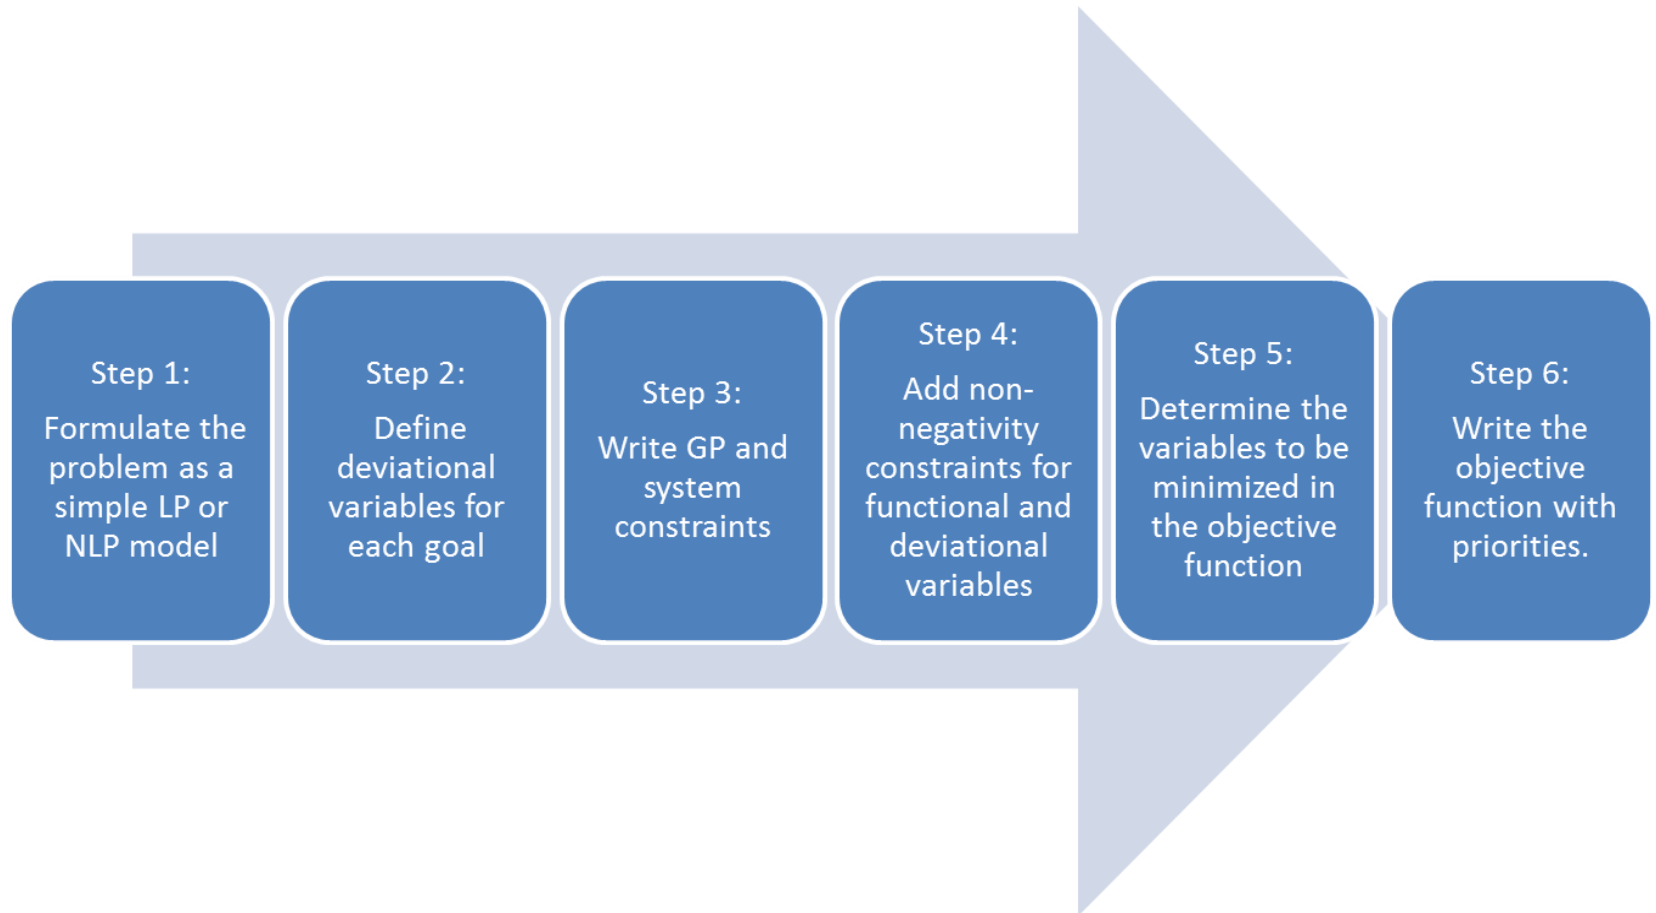 Step 1:
Formulate the
problem as a
simple LP or
NLP model
Step 2:
Define
deviational
variables for
each goal
Step 3:
Write GP and
system
constraints
Step 4:
Add non-
negativity
constraints for
functional and
deviational
variables
Step 5:
Determine the
variables to be
minimized in
the objective
function
Step 6:
Write the
objective
function with
priorities.